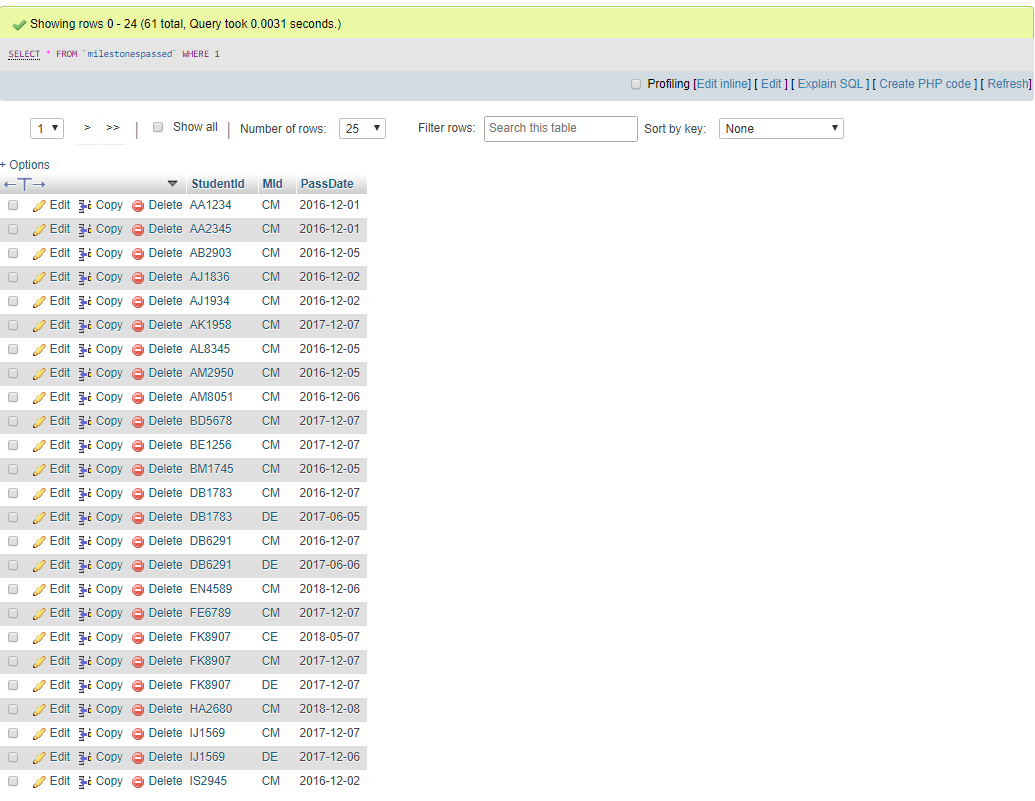 Showing rows 0 - 24 (61 total, Query took 0.0031 seconds.)
SELECT * FROM `milestonespassed` WHERE 1
Profiling [Edit inline] [ Edit ] [ Explain SQL ] [ Create PHP code ] [ Refresh]
1 > >> | Show all | Number of rows: 25 Filter rows: Search this table Sort by key: None
+ Options
←T→ StudentId MId PassDate
Edit Copy Delete AA1234 CM 2016-12-01
Edit Copy Delete AA2345 CM 2016-12-01
Edit Copy Delete AB2903 CM 2016-12-05
Edit Copy Delete AJ1836 CM 2016-12-02
Edit Copy Delete AJ1934 CM 2016-12-02
Edit Copy Delete AK1958 CM 2017-12-07
Edit Copy Delete AL8345 CM 2016-12-05
Edit Copy Delete AM2950 CM 2016-12-05
Edit Copy Delete AM8051 CM 2016-12-06
Edit Copy Delete BD5678 CM 2017-12-07
Edit Copy Delete BE1256 CM 2017-12-07
Edit Copy Delete BM1745 CM 2016-12-05
Edit Copy Delete DB1783 CM 2016-12-07
Edit Copy Delete DB1783 DE 2017-06-05
Edit Copy Delete DB6291 CM 2016-12-07
Edit Copy Delete DB6291 DE 2017-06-06
Edit Copy Delete EN4589 CM 2018-12-06
Edit Copy Delete FE6789 CM 2017-12-07
Edit Copy Delete FK8907 CE 2018-05-07
Edit Copy Delete FK8907 CM 2017-12-07
Edit Copy Delete FK8907 DE 2017-12-07
Edit Copy Delete HA2680 CM 2018-12-08
Edit Copy Delete IJ1569 CM 2017-12-07
Edit Copy Delete IJ1569 DE 2017-12-06
Edit Copy Delete IS2945 CM 2016-12-02